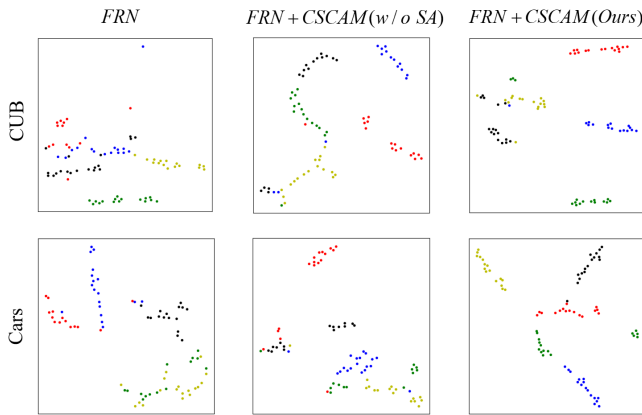 FRN
FRN + CSCAM(w/o SA)
FRN + CSCAM(Ours)
CUB
Cars